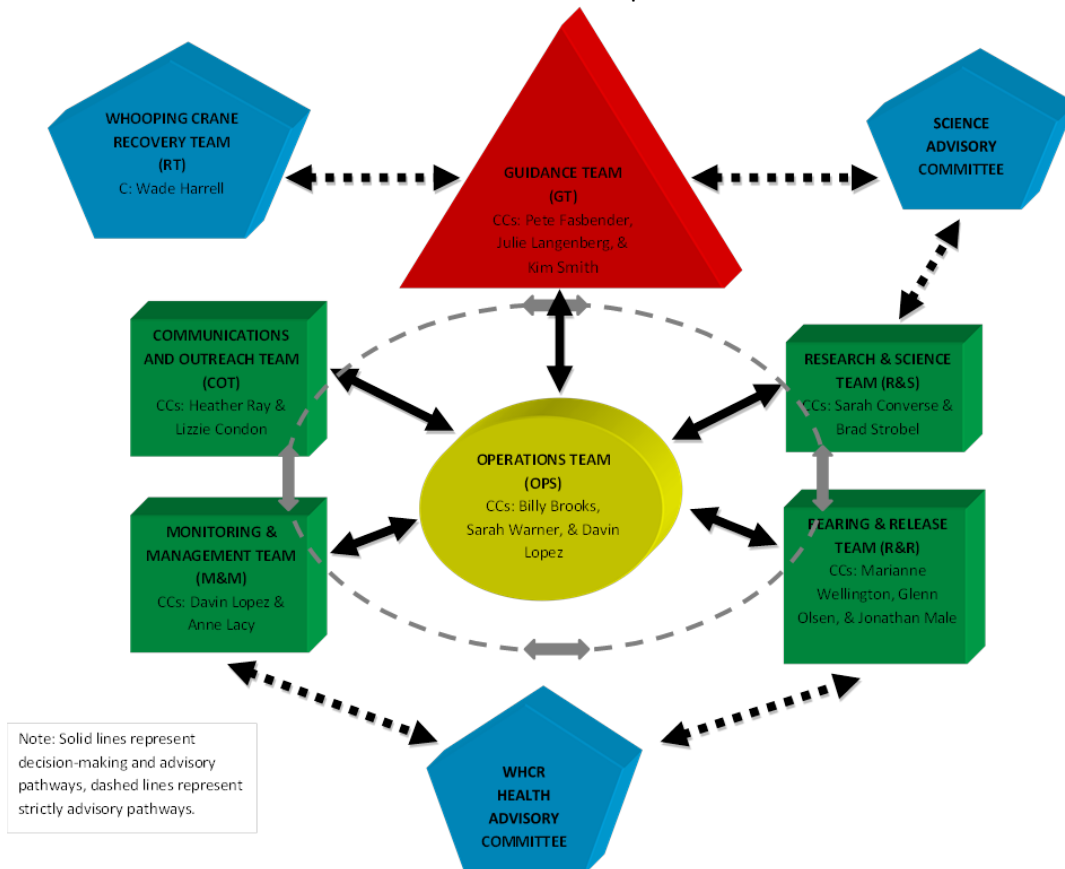 WHOOPING CRANE
RECOVERY TEAM
(RT)
C: Wade Harrell
GUIDANCE TEAM
(GT)
CCs: Pete Fasbender,
Julie Langenberg, &
Kim Smith
SCIENCE
ADVISORY
COMMITTEE
COMMUNICATIONS
AND OUTREACH TEAM
(COT)
CCs: Heather Ray &
Lizzie Condon
RESEARCH & SCIENCE
TEAM (R&S)
CCs: Sarah Converse &
Brad Strobel
OPERATIONS TEAM
(OPS)
CCs: Billy Brooks,
Sarah Warner, & Davin
Lopez
MONITORING &
MANAGEMENT TEAM
(M&M)
CCs: Davin Lopez &
Anne Lacy
REARING & RELEASE
TEAM (R&R)
CCs: Marianne
Wellington, Glenn
Olsen, & Jonathan Male
WHCR
HEALTH
ADVISORY
COMMITTEE
Note: Solid lines represent
decision-making and advisory
pathways, dashed lines represent
strictly advisory pathways.